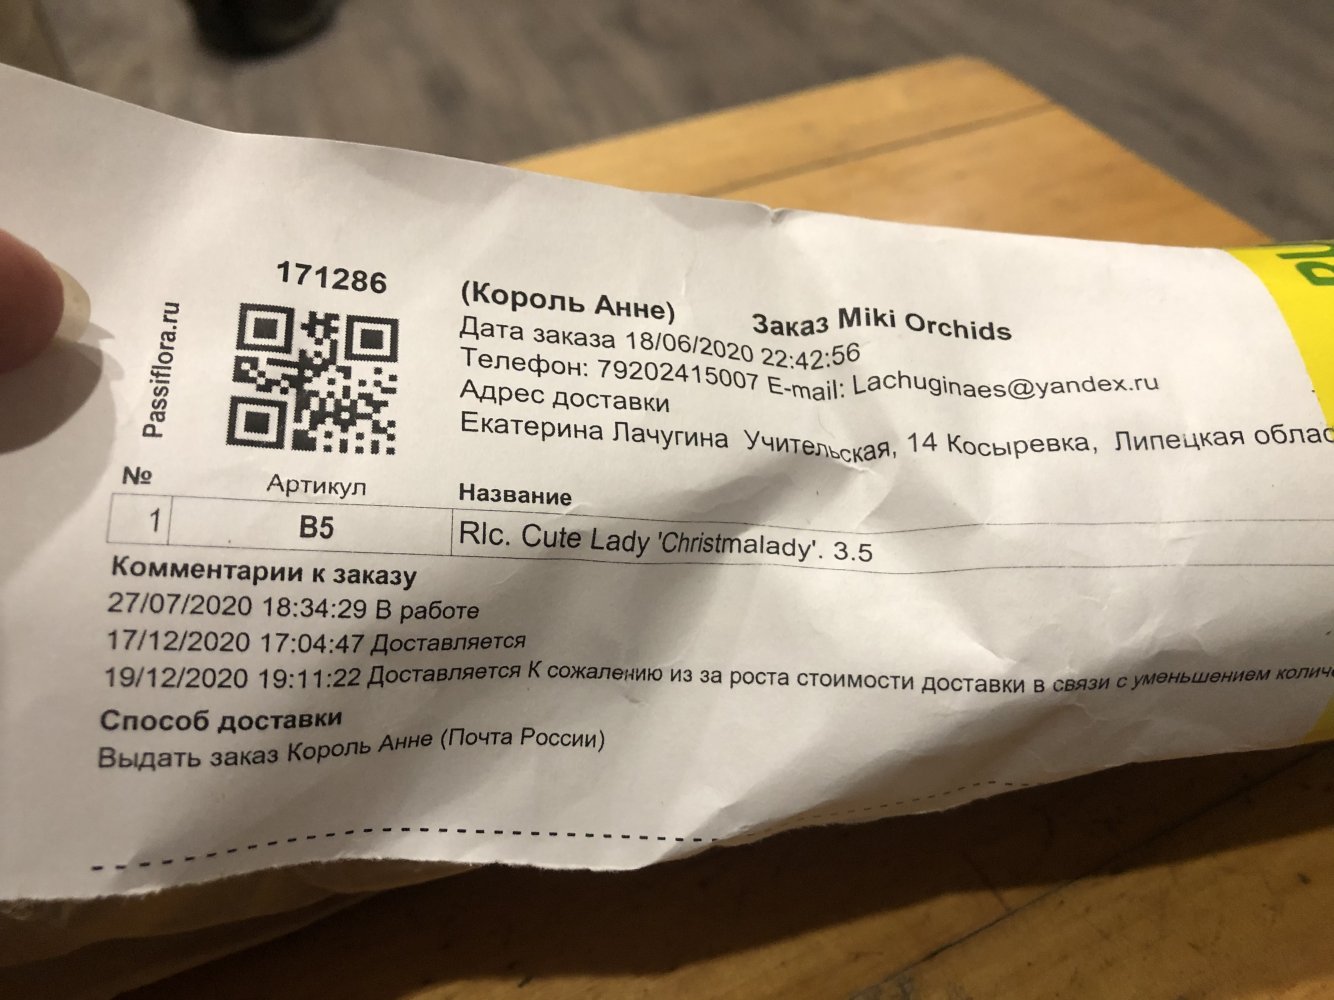 171286
Passiflora.ru
(Король Анне) Заказ Miki Orchids
Дата заказа 18/06/2020 22:42:56
Телефон: 79202415007 E-mail: Lachuginaes@yandex.ru
Адрес доставки
Екатерина Лачугина Учительская, 14 Косыревка, Липецкая облас
№ Артикул Название
1 B5 Rlc. Cute Lady 'Christmalady'. 3.5
Комментарии к заказу
27/07/2020 18:34:29 В работе
17/12/2020 17:04:47 Доставляется
19/12/2020 19:11:22 Доставляется К сожалению из за роста стоимости доставки в связи с уменьшением количе
Способ доставки
Выдать заказ Король Анне (Почта России)